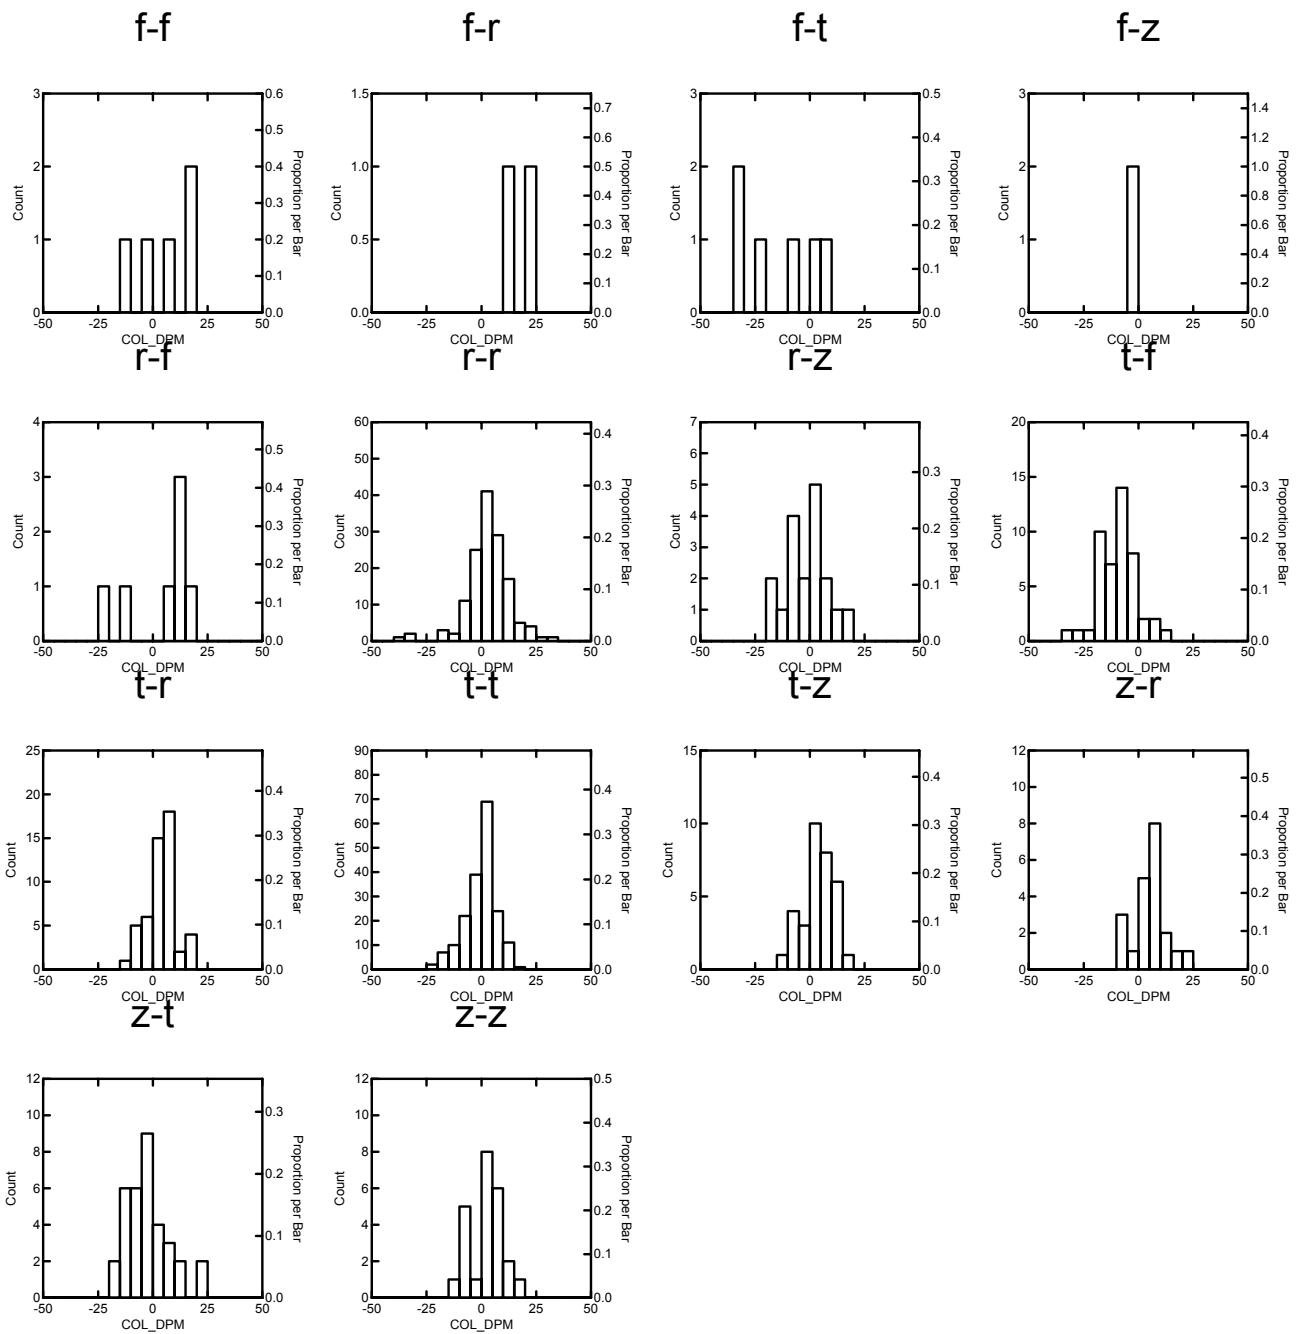 f-f f-r f-t f-z
3 0.6 1.5 0.7 3 0.5 3 1.4
0.5 0.6 0.4 1.2
2 0.4 1.0 0.5 2 0.3 2 1.0
Count Proportion per Bar Count Proportion per Bar Count Proportion per Bar Count Proportion per Bar
0.3 0.4 0.8
1 0.2 0.5 0.3 1 0.2 1 0.6
0.1 0.2 0.1 0.4
0.1 0.2
0 0.0 0.0 0.0 0 0.0 0 0.0
-50 -25 0 25 50 -50 -25 0 25 50 -50 -25 0 25 50 -50 -25 0 25 50
COL_DPM COL_DPM COL_DPM COL_DPM
r-f r-r r-z t-f
4 0.5 60 0.4 7 0.3 20 0.4
3 0.4 50 0.3 6 0.2 15 0.3
Count Proportion per Bar Count Proportion per Bar Count Proportion per Bar Count Proportion per Bar
2 0.3 40 0.2 5 0.1 10 0.2
1 0.2 30 0.1 4 5 0.1
0.1 20 3
10 2
1
0 0.0 0 0.0 0 0.0 0 0.0
-50 -25 0 25 50 -50 -25 0 25 50 -50 -25 0 25 50 -50 -25 0 25 50
COL_DPM COL_DPM COL_DPM COL_DPM
t-r t-t t-z z-r
25 0.4 90 0.4 15 0.4 12 0.5
20 0.3 80 0.3 10 0.3 10 0.4
Count Proportion per Bar Count Proportion per Bar Count Proportion per Bar Count Proportion per Bar
15 0.2 70 0.2 5 0.2 8 0.3
10 0.1 60 0.1 0.1 6 0.2
5 50 4 0.1
40 2
30
20
10
0 0.0 0 0.0 0 0.0 0 0.0
-50 -25 0 25 50 -50 -25 0 25 50 -50 -25 0 25 50 -50 -25 0 25 50
COL_DPM COL_DPM COL_DPM COL_DPM
z-t z-z
12 0.3 12 0.5
10 0.2 10 0.4
Count Proportion per Bar Count Proportion per Bar
8 0.1 8 0.3
6 6 0.2
4 4 0.1
2 2
0 0.0 0 0.0
-50 -25 0 25 50 -50 -25 0 25 50
COL_DPM COL_DPM